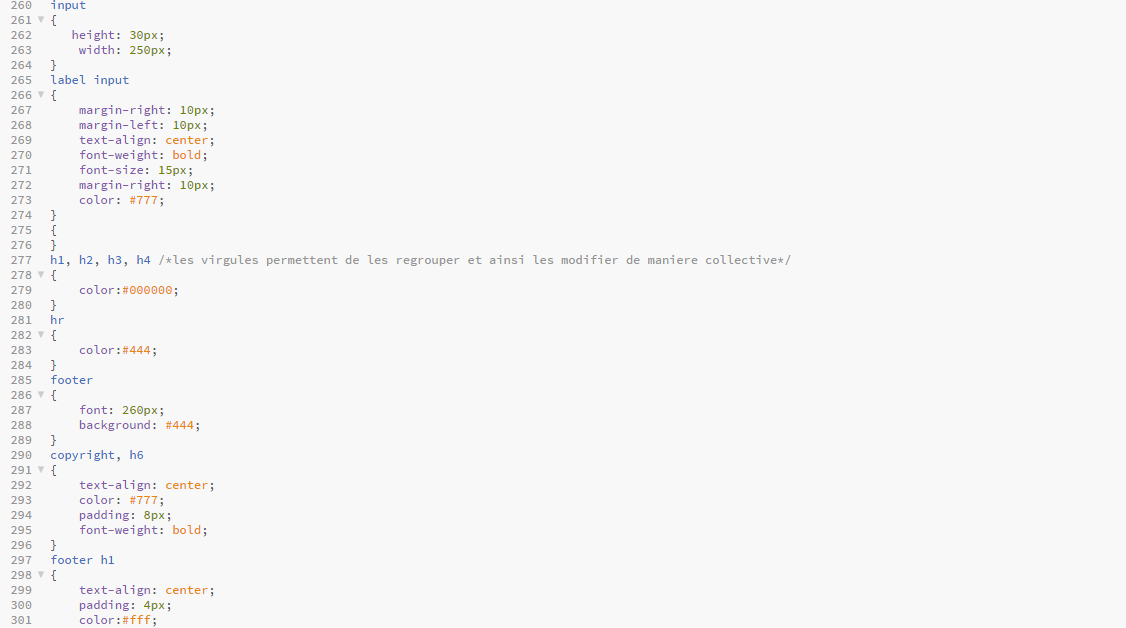 260 input
261 {
262 height: 30px;
263 width: 250px;
264 }
265 label input
266 {
267 margin-right: 10px;
268 margin-left: 10px;
269 text-align: center;
270 font-weight: bold;
271 font-size: 15px;
272 margin-right: 10px;
273 color: #777;
274 }
275 {
276 }
277 h1, h2, h3, h4 /*les virgules permettent de les regrouper et ainsi les modifier de maniere collective*/
278 {
279 color:#000000;
280 }
281 hr
282 {
283 color:#444;
284 }
285 footer
286 {
287 font: 260px;
288 background: #444;
289 }
290 copyright, h6
291 {
292 text-align: center;
293 color: #777;
294 padding: 8px;
295 font-weight: bold;
296 }
297 footer h1
298 {
299 text-align: center;
300 padding: 4px;
301 color:#fff;